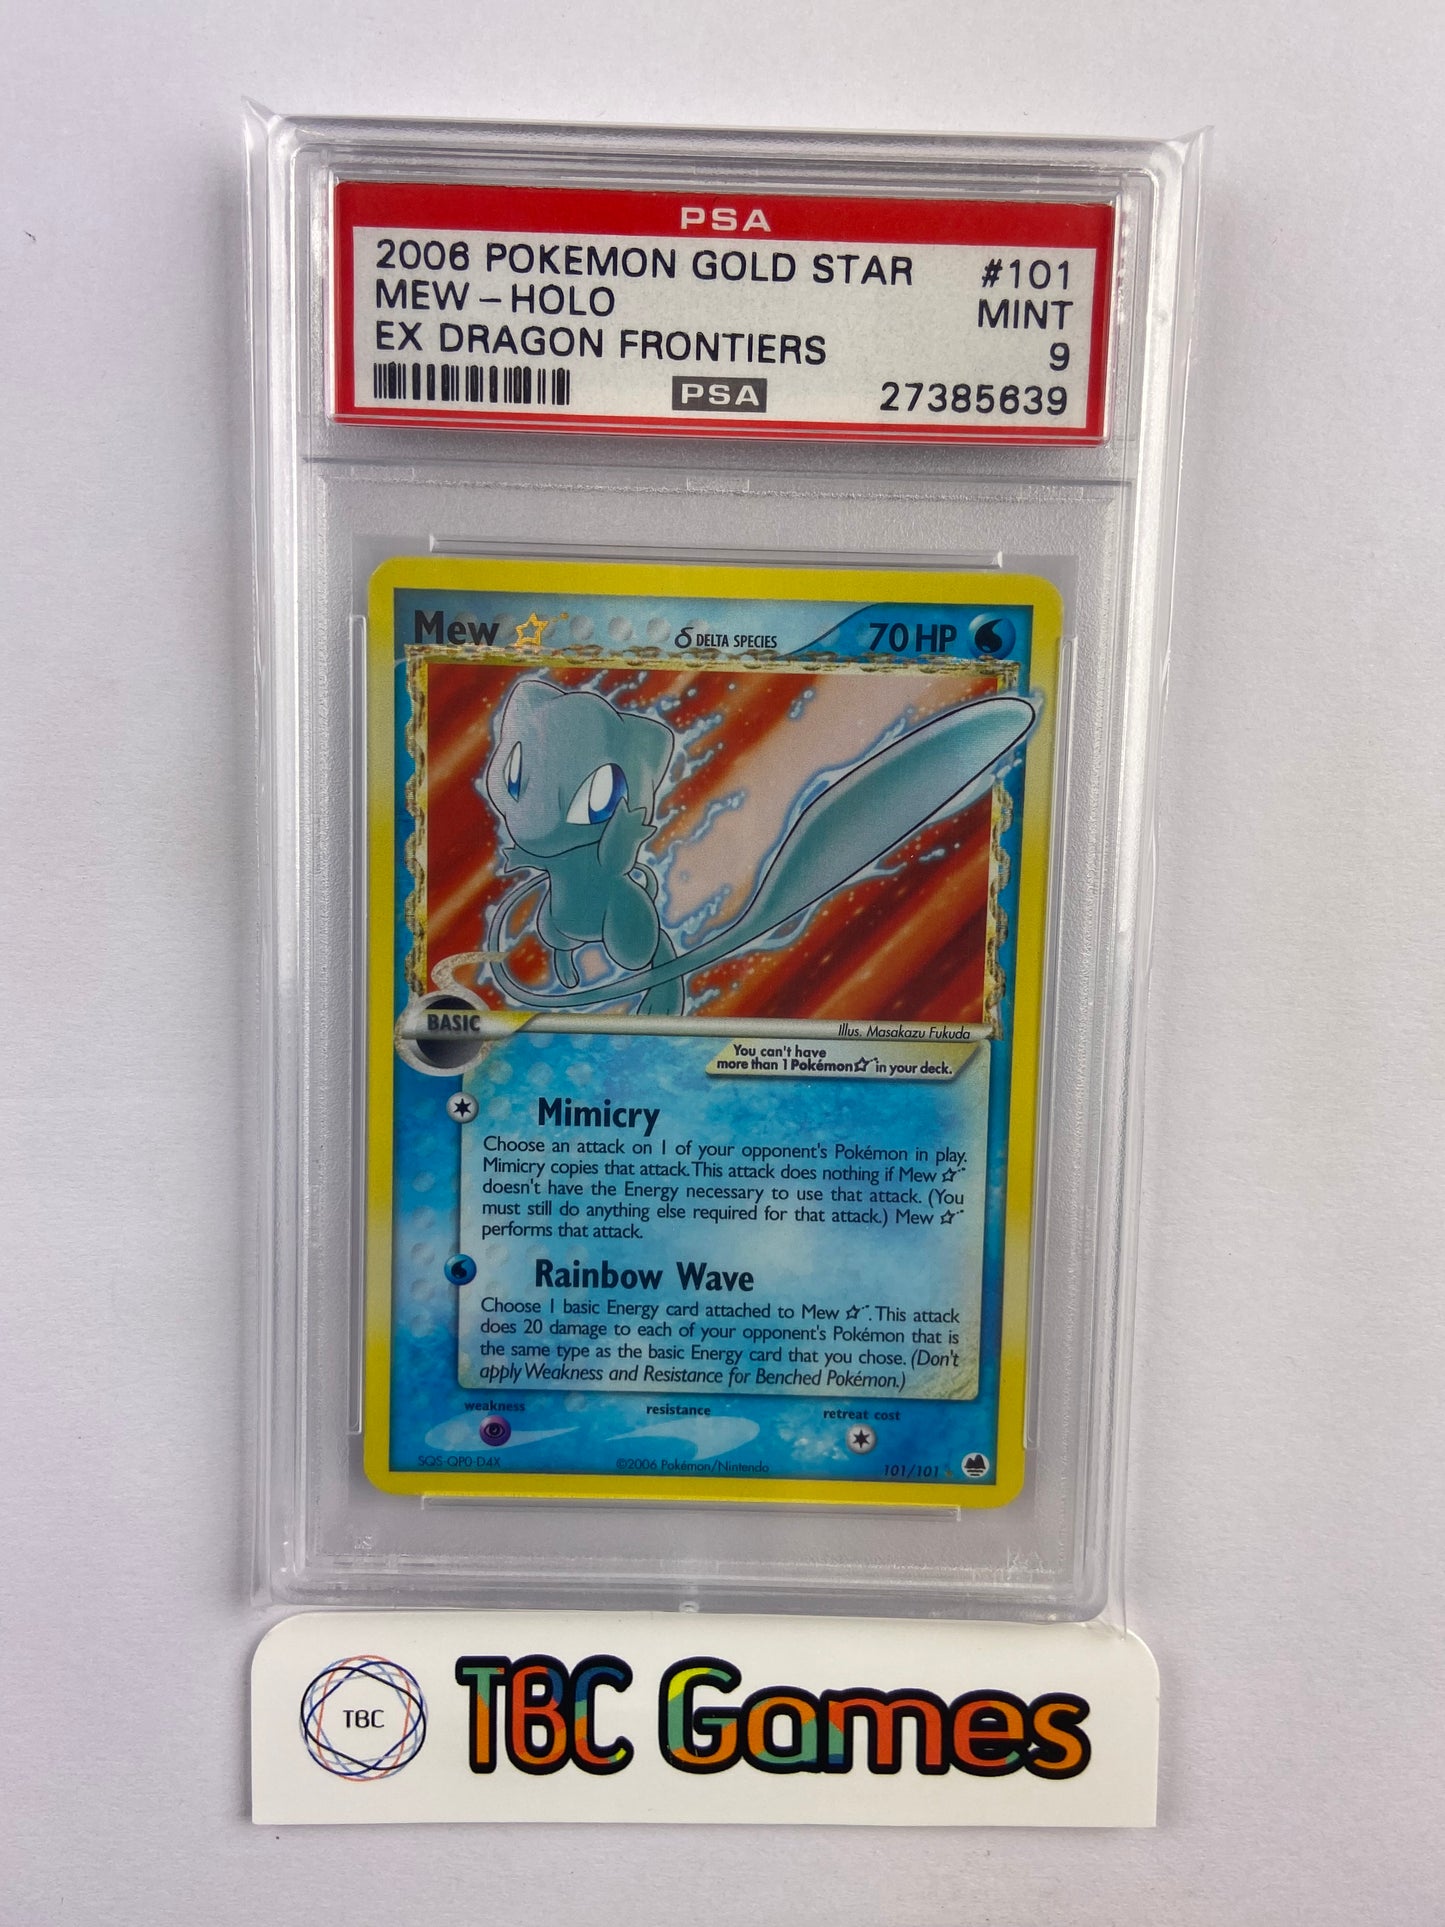 PSA
2006 POKEMON GOLD STAR #101
MEW - HOLO MINT
EX DRAGON FRONTIERS 9
PSA 27385639
Mew δ DELTA SPECIES 70 HP
BASIC
Illus. Masakazu Fukuda
You can't have
more than 1 Pokémon☆ in your deck.
Mimicry
Choose an attack on 1 of your opponent's Pokémon in play.
Mimicry copies that attack. This attack does nothing if Mew ☆
doesn't have the Energy necessary to use that attack. (You
must still do anything else required for that attack.) Mew ☆
performs that attack.
Rainbow Wave
Choose 1 basic Energy card attached to Mew ☆. This attack
does 20 damage to each of your opponent's Pokémon that is
the same type as the basic Energy card that you chose. (Don't
apply Weakness and Resistance for Benched Pokémon.)
weakness resistance retreat cost
SQS-QP0-D4X ©2006 Pokémon/Nintendo 101/101
TBC TBC Games